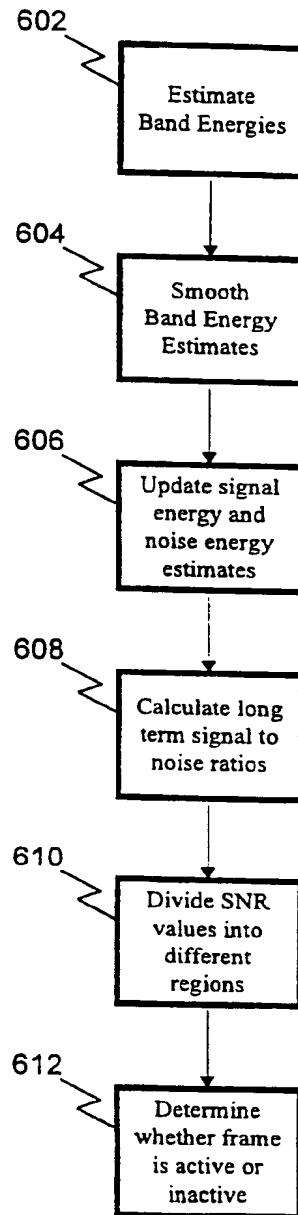 602
Estimate
Band Energies
604
Smooth
Band Energy
Estimates
606
Update signal
energy and
noise energy
estimates
608
Calculate long
term signal to
noise ratios
610
Divide SNR
values into
different
regions
612
Determine
whether frame
is active or
inactive